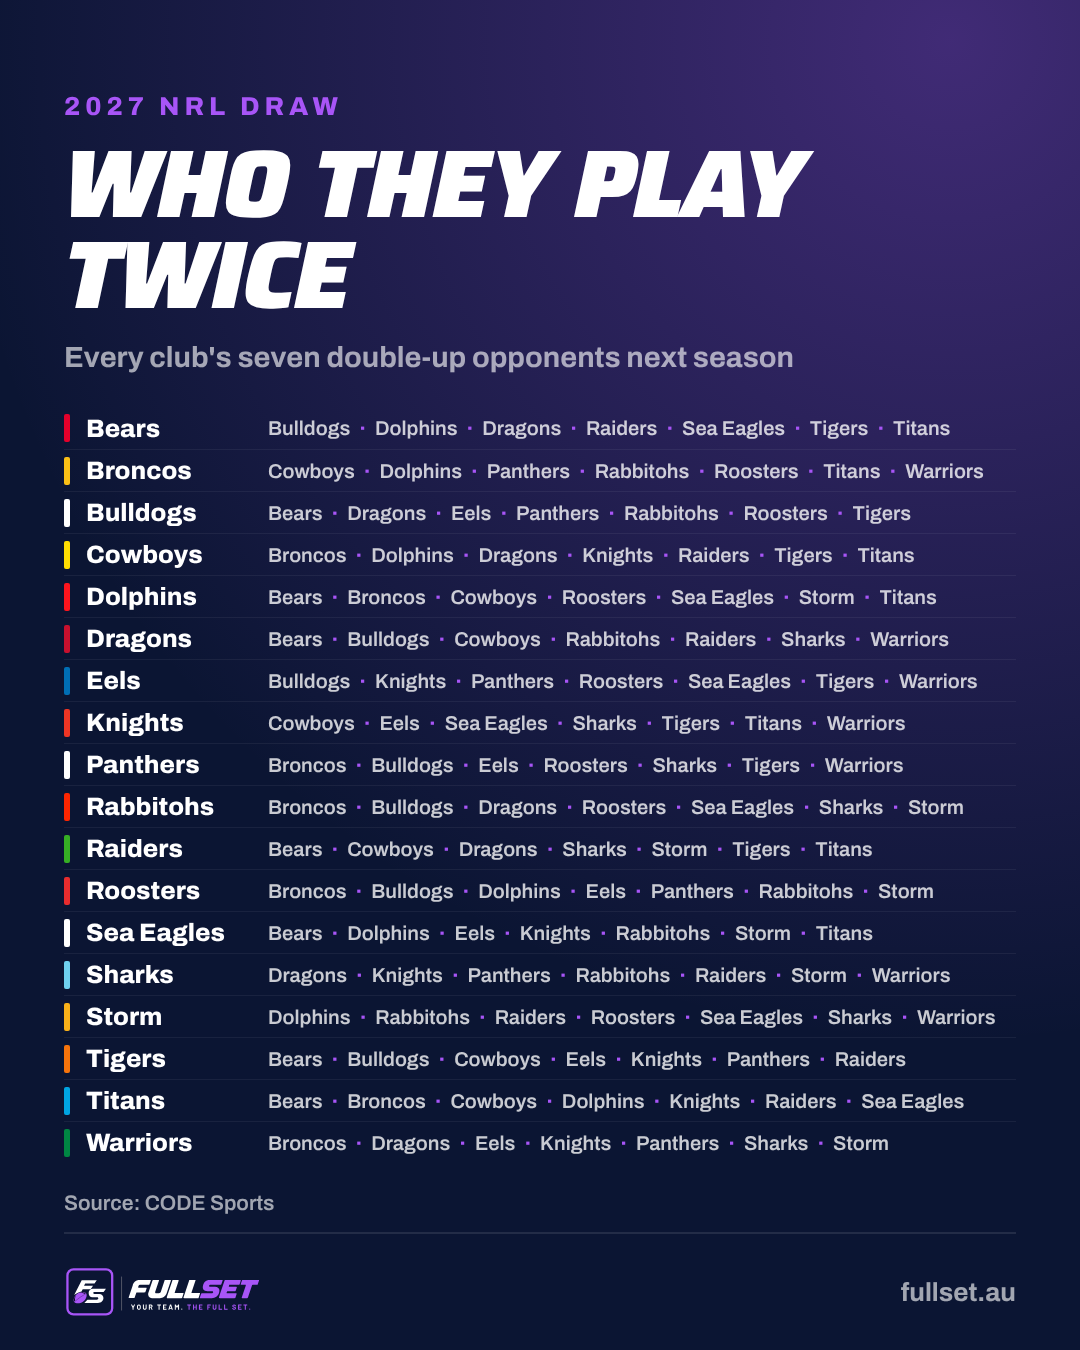 2027 NRL DRAW
WHO THEY PLAY
TWICE
Every club's seven double-up opponents next season
Bears Bulldogs · Dolphins · Dragons · Raiders · Sea Eagles · Tigers · Titans
Broncos Cowboys · Dolphins · Panthers · Rabbitohs · Roosters · Titans · Warriors
Bulldogs Bears · Dragons · Eels · Panthers · Rabbitohs · Roosters · Tigers
Cowboys Broncos · Dolphins · Dragons · Knights · Raiders · Tigers · Titans
Dolphins Bears · Broncos · Cowboys · Roosters · Sea Eagles · Storm · Titans
Dragons Bears · Bulldogs · Cowboys · Rabbitohs · Raiders · Sharks · Warriors
Eels Bulldogs · Knights · Panthers · Roosters · Sea Eagles · Tigers · Warriors
Knights Cowboys · Eels · Sea Eagles · Sharks · Tigers · Titans · Warriors
Panthers Broncos · Bulldogs · Eels · Roosters · Sharks · Tigers · Warriors
Rabbitohs Broncos · Bulldogs · Dragons · Roosters · Sea Eagles · Sharks · Storm
Raiders Bears · Cowboys · Dragons · Sharks · Storm · Tigers · Titans
Roosters Broncos · Bulldogs · Dolphins · Eels · Panthers · Rabbitohs · Storm
Sea Eagles Bears · Dolphins · Eels · Knights · Rabbitohs · Storm · Titans
Sharks Dragons · Knights · Panthers · Rabbitohs · Raiders · Storm · Warriors
Storm Dolphins · Rabbitohs · Raiders · Roosters · Sea Eagles · Sharks · Warriors
Tigers Bears · Bulldogs · Cowboys · Eels · Knights · Panthers · Raiders
Titans Bears · Broncos · Cowboys · Dolphins · Knights · Raiders · Sea Eagles
Warriors Broncos · Dragons · Eels · Knights · Panthers · Sharks · Storm
Source: CODE Sports
FS FULLSET
YOUR TEAM. THE FULL SET.
fullset.au